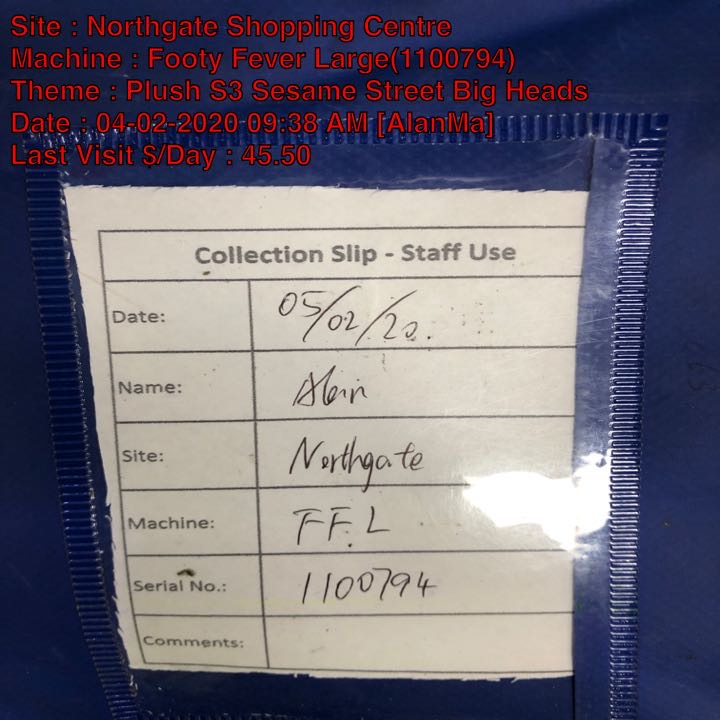 Site : Northgate Shopping Centre
Machine : Footy Fever Large(1100794)
Theme : Plush S3 Sesame Street Big Heads
Date : 04-02-2020 09:38 AM [AlanMa]
Last Visit $/Day : 45.50
Collection Slip - Staff Use
Date: 05/02/20.
Name: Alan
Site: Northgate
Machine: FF.L
Serial No.: 1100794
Comments: